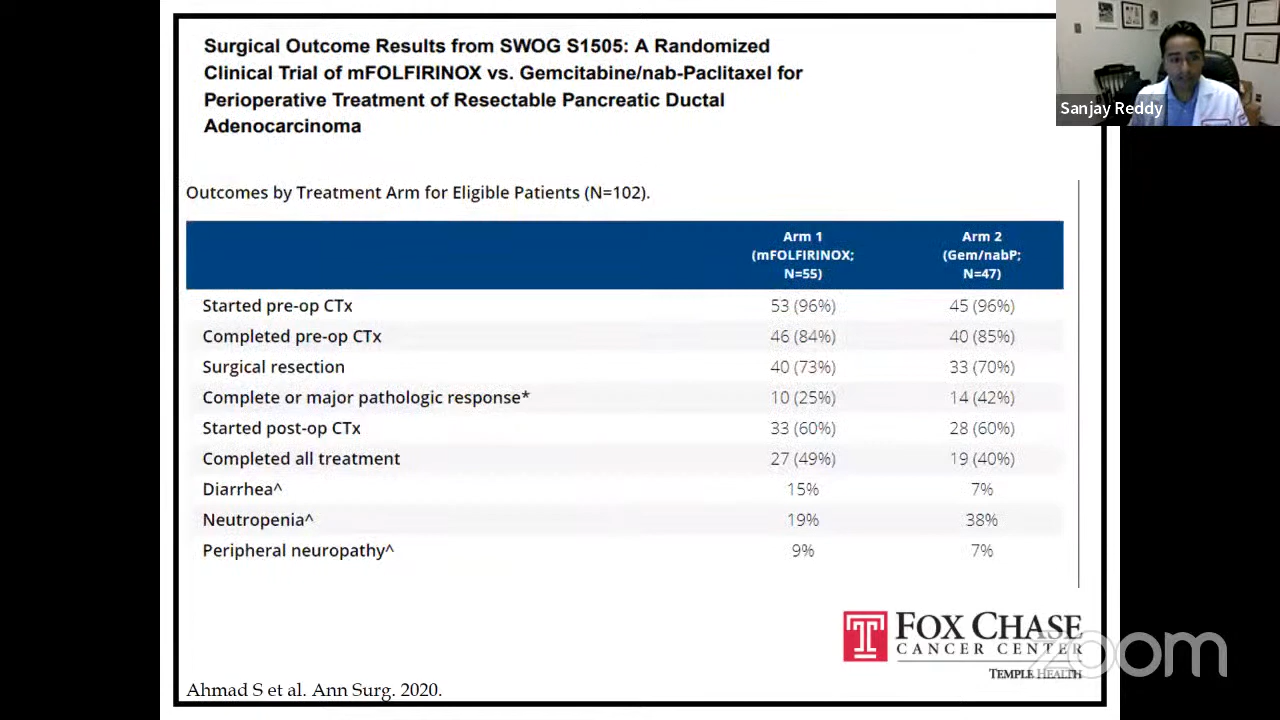 Surgical Outcome Results from SWOG S1505: A Randomized
Clinical Trial of mFOLFIRINOX vs. Gemcitabine/nab-Paclitaxel for
Perioperative Treatment of Resectable Pancreatic Ductal
Adenocarcinoma
Sanjay Reddy
Outcomes by Treatment Arm for Eligible Patients (N=102).
Arm 1 (mFOLFIRINOX; N=55) Arm 2 (Gem/nabP; N=47)
Started pre-op CTx 53 (96%) 45 (96%)
Completed pre-op CTx 46 (84%) 40 (85%)
Surgical resection 40 (73%) 33 (70%)
Complete or major pathologic response* 10 (25%) 14 (42%)
Started post-op CTx 33 (60%) 28 (60%)
Completed all treatment 27 (49%) 19 (40%)
Diarrhea^ 15% 7%
Neutropenia^ 19% 38%
Peripheral neuropathy^ 9% 7%
FOX CHASE
CANCER CENTER
TEMPLE HEALTH
zoom
Ahmad S et al. Ann Surg. 2020.